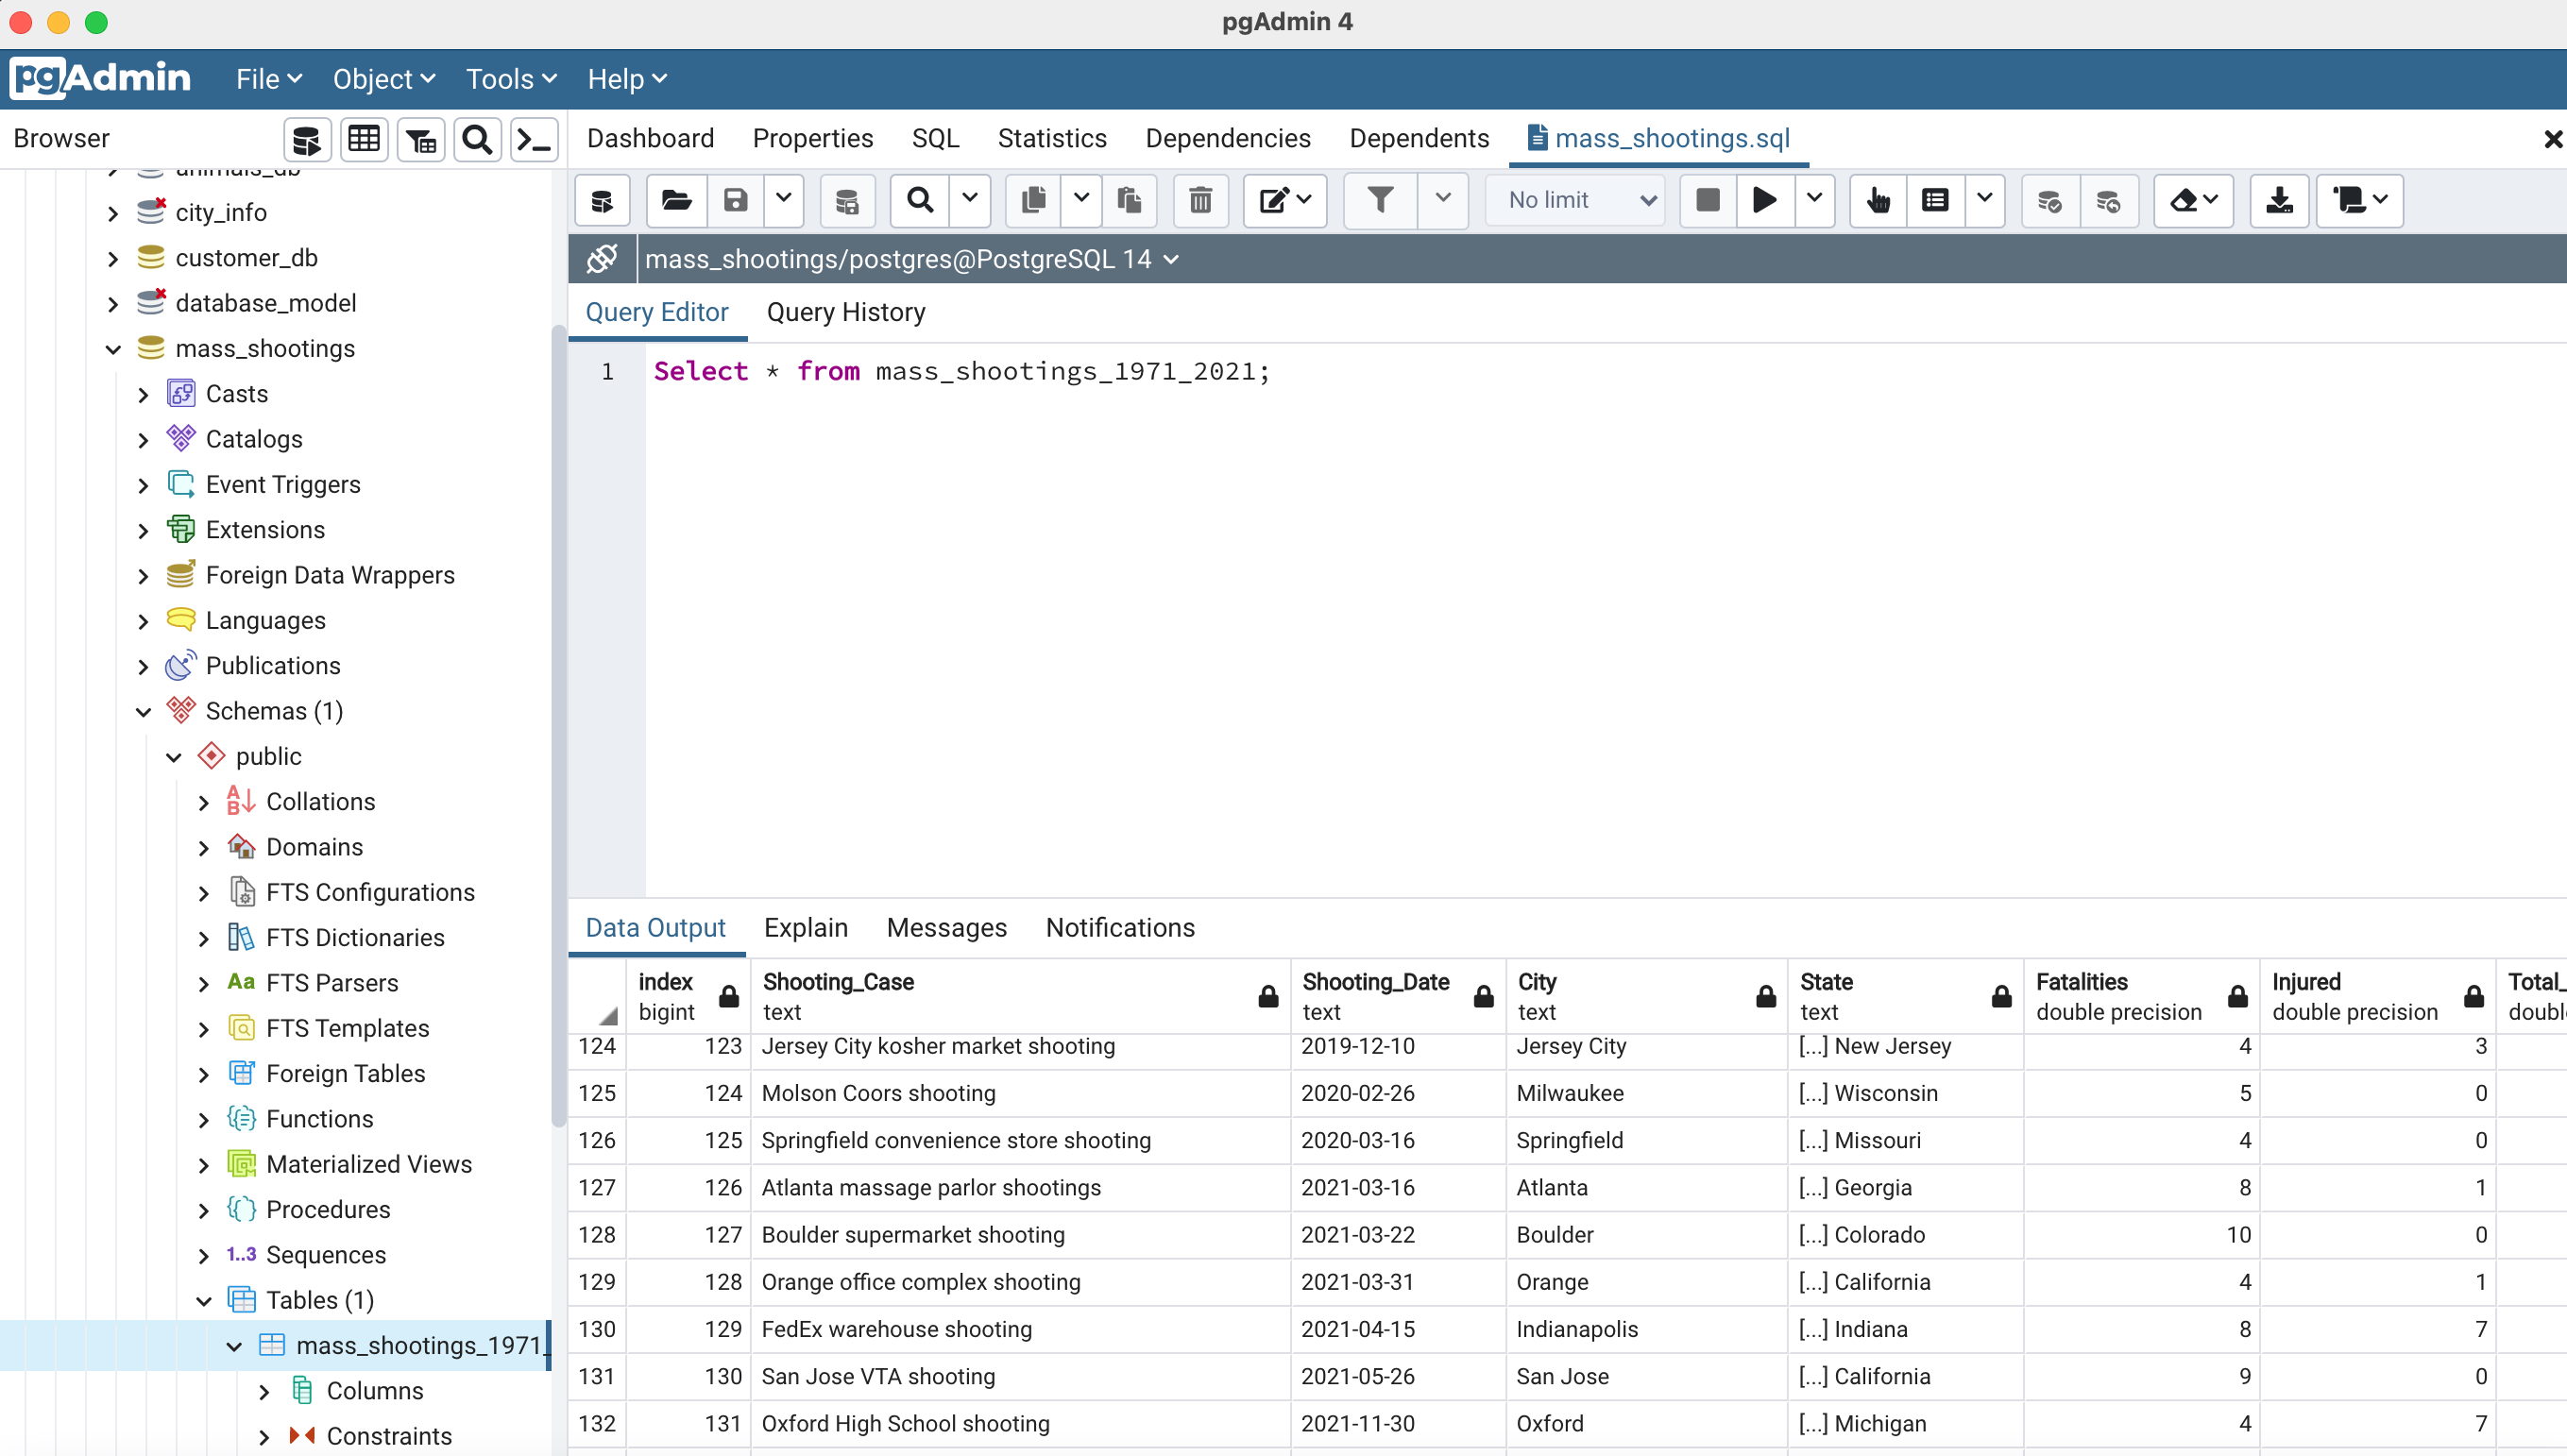 pgAdmin 4
pgAdmin File Object Tools Help
Browser
Dashboard Properties SQL Statistics Dependencies Dependents mass_shootings.sql
animals_db
city_info
customer_db
database_model
mass_shootings
Casts
Catalogs
Event Triggers
Extensions
Foreign Data Wrappers
Languages
Publications
Schemas (1)
public
Collations
Domains
FTS Configurations
FTS Dictionaries
Aa FTS Parsers
FTS Templates
Foreign Tables
Functions
Materialized Views
Procedures
1..3 Sequences
Tables (1)
mass_shootings_1971_
Columns
Constraints
No limit
mass_shootings/postgres@PostgreSQL 14
Query Editor Query History
1 Select * from mass_shootings_1971_2021;
Data Output Explain Messages Notifications
index Shooting_Case Shooting_Date City State Fatalities Injured Total_
bigint text text text text double precision double precision doubl
124 123 Jersey City kosher market shooting 2019-12-10 Jersey City [...] New Jersey 4 3
125 124 Molson Coors shooting 2020-02-26 Milwaukee [...] Wisconsin 5 0
126 125 Springfield convenience store shooting 2020-03-16 Springfield [...] Missouri 4 0
127 126 Atlanta massage parlor shootings 2021-03-16 Atlanta [...] Georgia 8 1
128 127 Boulder supermarket shooting 2021-03-22 Boulder [...] Colorado 10 0
129 128 Orange office complex shooting 2021-03-31 Orange [...] California 4 1
130 129 FedEx warehouse shooting 2021-04-15 Indianapolis [...] Indiana 8 7
131 130 San Jose VTA shooting 2021-05-26 San Jose [...] California 9 0
132 131 Oxford High School shooting 2021-11-30 Oxford [...] Michigan 4 7